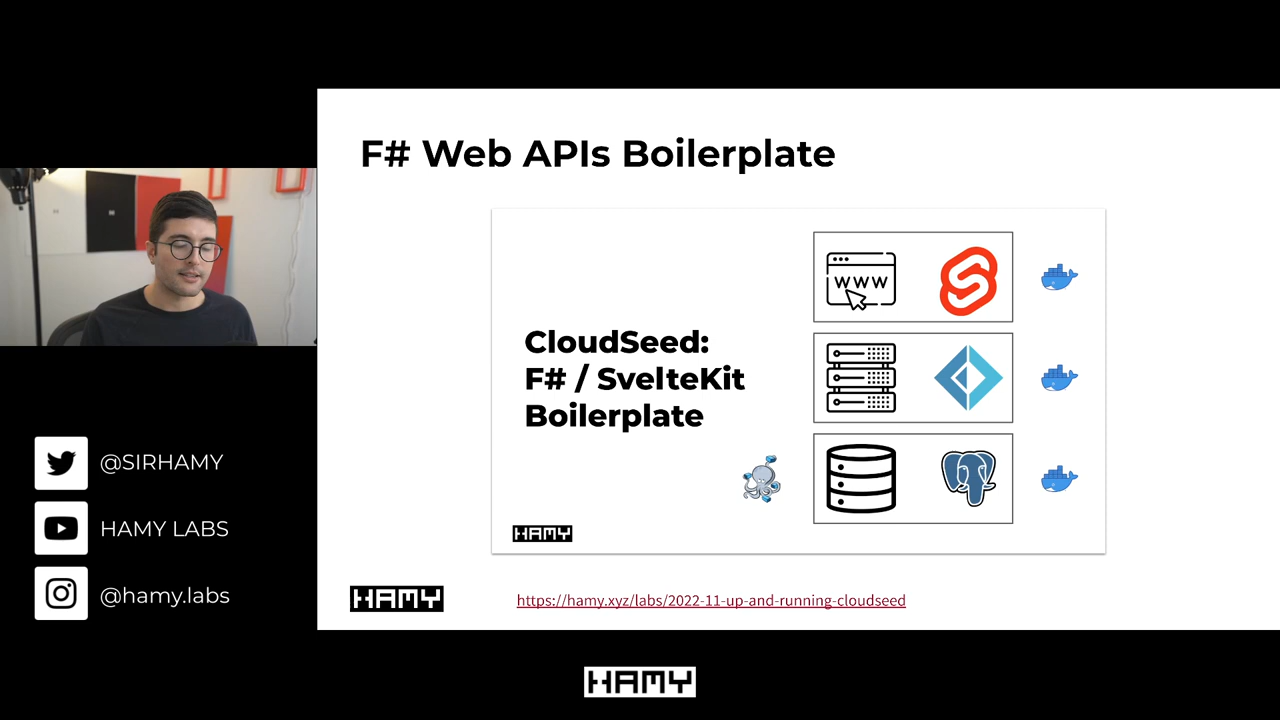 F# Web APIs Boilerplate
WWW
CloudSeed:
F# / SvelteKit
Boilerplate
HAMY
HAMY
https://hamy.xyz/labs/2022-11-up-and-running-cloudseed
@SIRHAMY
HAMY LABS
@hamy.labs
HAMY